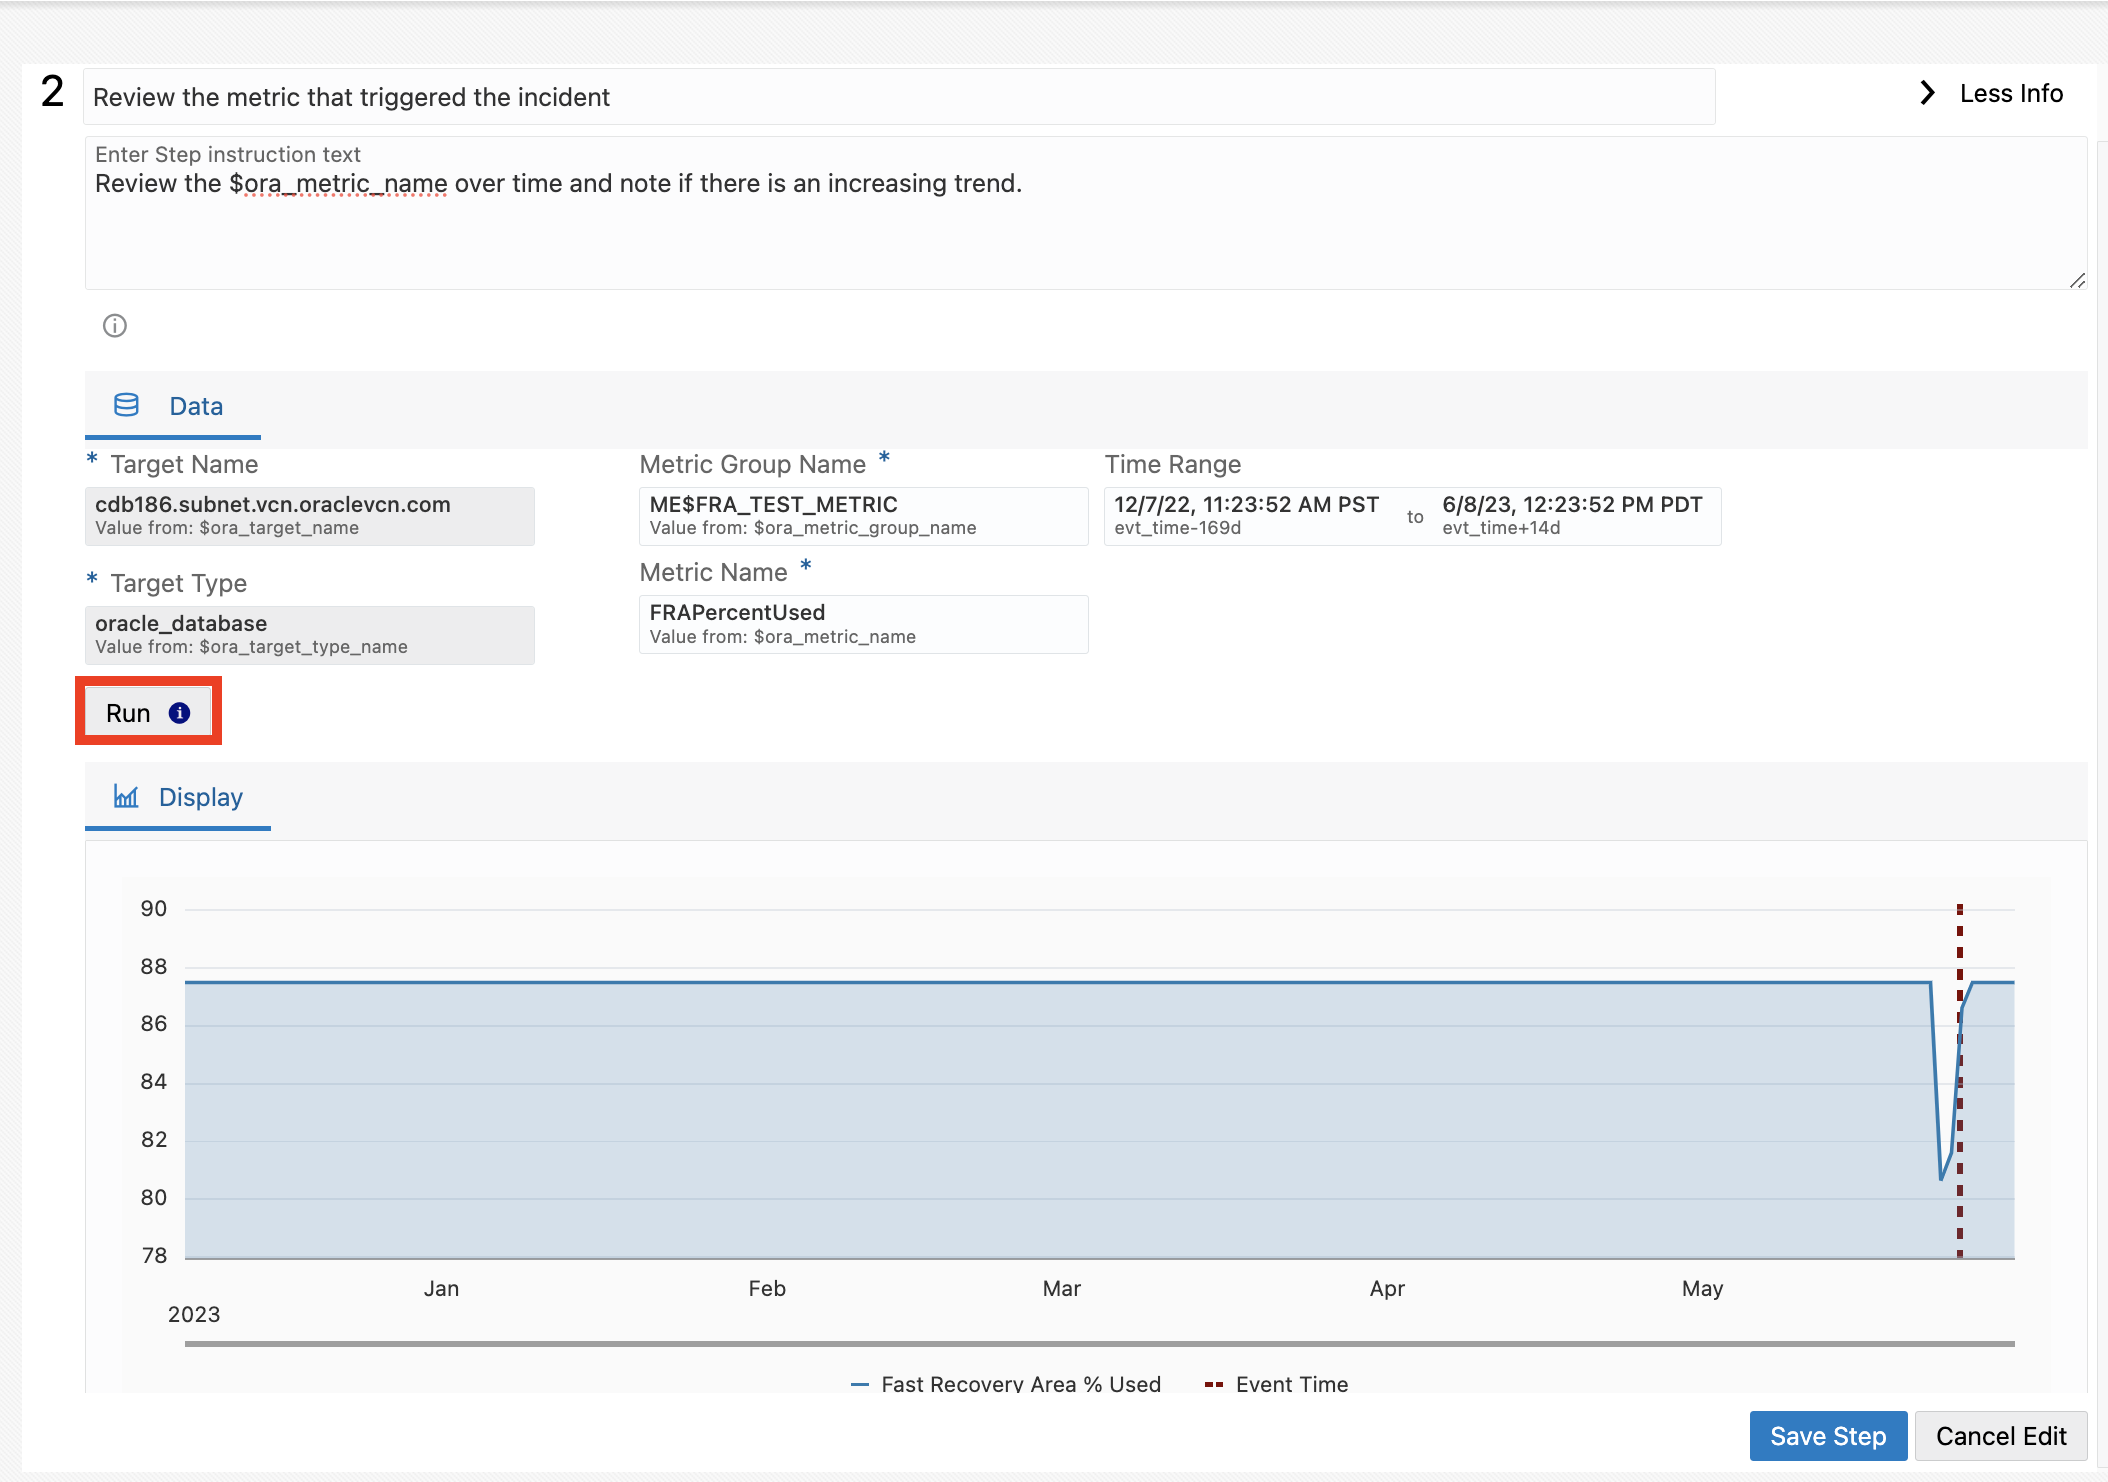 2
Review the metric that triggered the incident
Less Info
Enter Step instruction text
Review the $ora_metric_name over time and note if there is an increasing trend.
Data
* Target Name
Metric Group Name *
Time Range
cdb186.subnet.vcn.oraclevcn.com
Value from: $ora_target_name
ME$FRA_TEST_METRIC
Value from: $ora_metric_group_name
12/7/22, 11:23:52 AM PST
evt_time-169d
to
6/8/23, 12:23:52 PM PDT
evt_time+14d
* Target Type
Metric Name *
oracle_database
Value from: $ora_target_type_name
FRAPercentUsed
Value from: $ora_metric_name
Run
Display
90
88
86
84
82
80
78
Jan Feb Mar Apr May
2023
Fast Recovery Area % Used Event Time
Save Step Cancel Edit